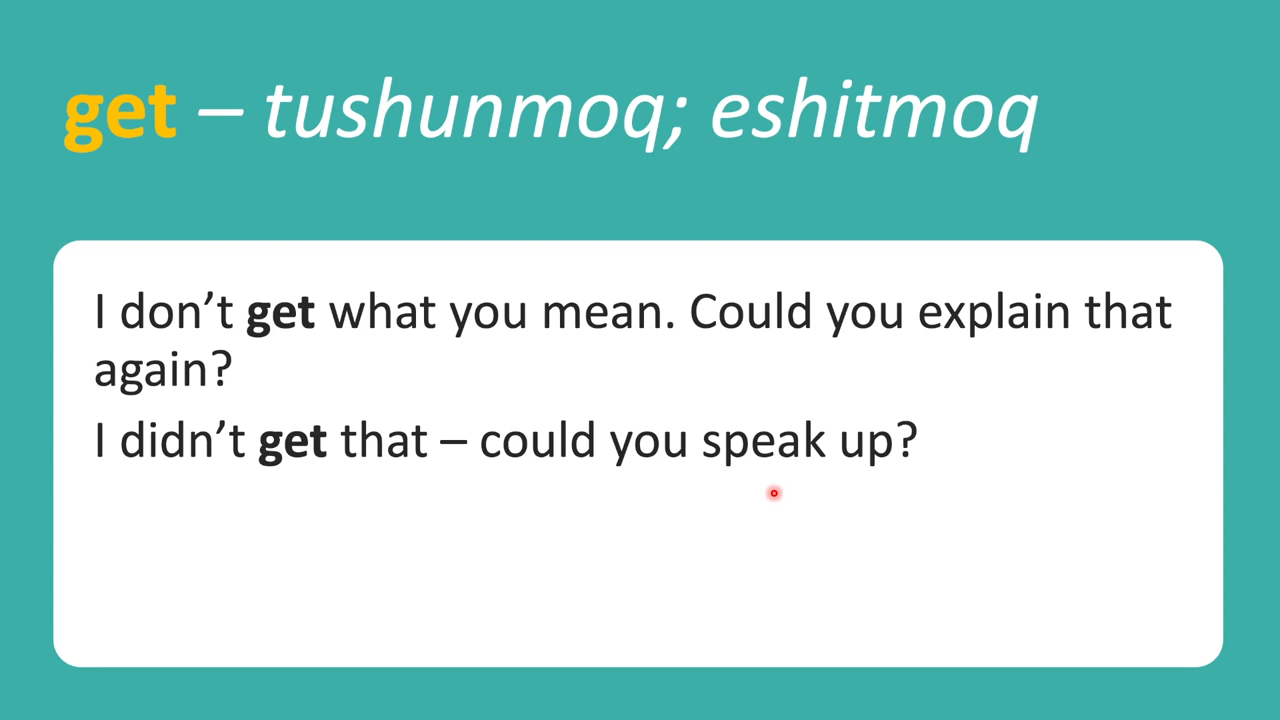 get – tushunmoq; eshitmoq
I don’t get what you mean. Could you explain that
again?
I didn’t get that – could you speak up?